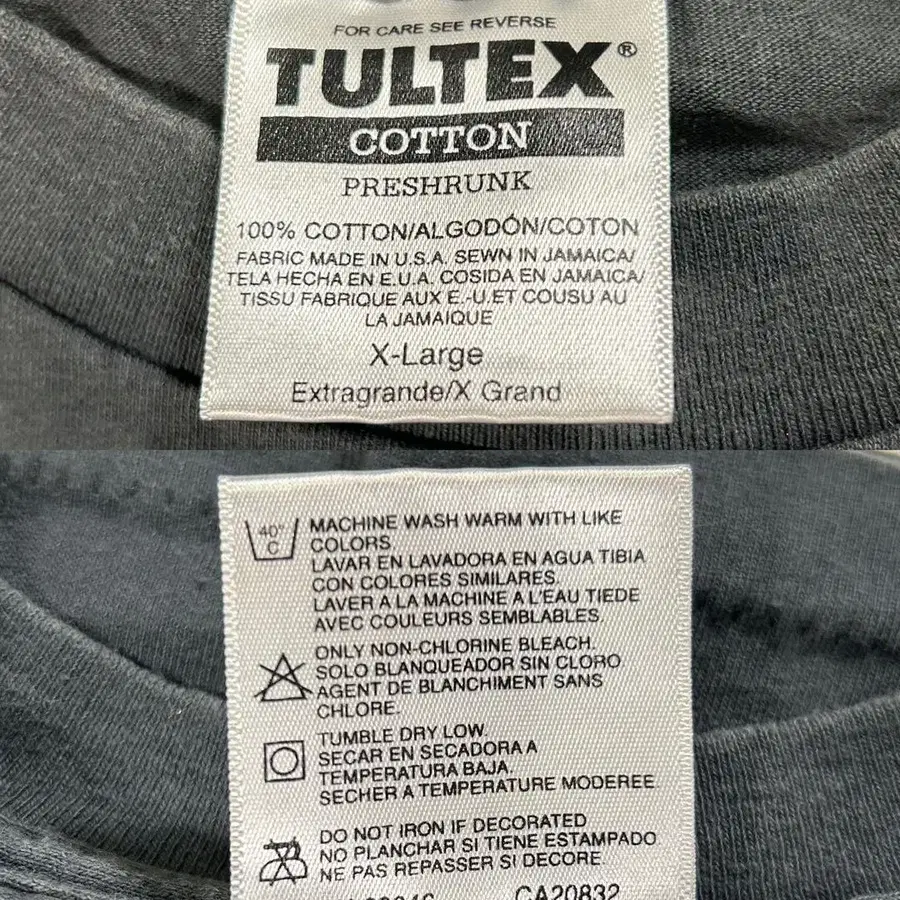 FOR CARE SEE REVERSE
TULTEX®
COTTON
PRESHRUNK
100% COTTON/ALGODÓN/COTON
FABRIC MADE IN U.S.A. SEWN IN JAMAICA/
TELA HECHA EN E.U.A. COSIDA EN JAMAICA/
TISSU FABRIQUE AUX E.-U.ET COUSU AU
LA JAMAIQUE
X-Large
Extragrande/X Grand
40°
C
MACHINE WASH WARM WITH LIKE
COLORS
LAVAR EN LAVADORA EN AGUA TIBIA
CON COLORES SIMILARES.
LAVER A LA MACHINE A L'EAU TIEDE
AVEC COULEURS SEMBLABLES.
ONLY NON-CHLORINE BLEACH.
SOLO BLANQUEADOR SIN CLORO
AGENT DE BLANCHIMENT SANS
CHLORE.
TUMBLE DRY LOW.
SECAR EN SECADORA A
TEMPERATURA BAJA
SECHER A TEMPERATURE MODEREE.
DO NOT IRON IF DECORATED
NO PLANCHAR SI TIENE ESTAMPADO
NE PAS REPASSER SI DECORE.
CA20832